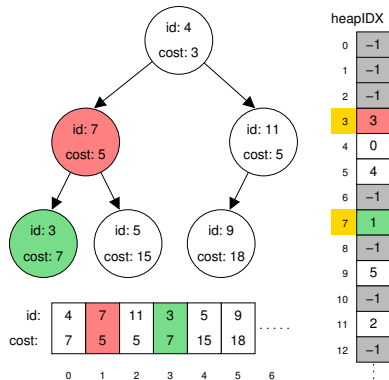 heapIDX
id: 4
cost: 3
id: 7
cost: 5
id: 11
cost: 5
id: 3
cost: 7
id: 5
cost: 15
id: 9
cost: 18
id: 4 7 11 3 5 9
cost: 7 5 5 7 15 18 .....
0 1 2 3 4 5 6
0 −1
1 −1
2 −1
3 3
4 0
5 4
6 −1
7 1
8 −1
9 5
10 −1
11 2
12 −1